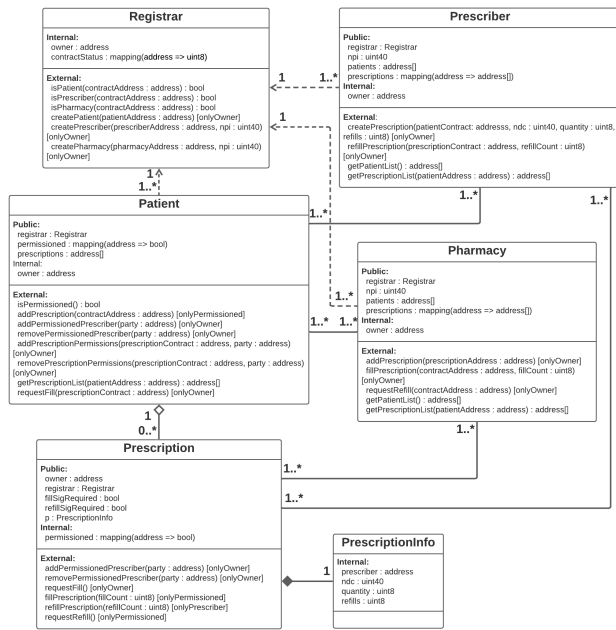 Registrar
Internal:
owner : address
contractStatus : mapping(address => uint8)
External:
isPatient(contractAddress : address) : bool
isPrescriber(contractAddress : address) : bool
isPharmacy(contractAddress : address) : bool
createPatient(patientAddress : address) [onlyOwner]
createPrescriber(prescriberAddress : address, npi : uint40)
[onlyOwner]
createPharmacy(pharmacyAddress : address, npi : uint40)
[onlyOwner]
1
1..*
1
1
1..*
Prescriber
Public:
registrar : Registrar
npi : uint40
patients : address[]
prescriptions : mapping(address => address[])
Internal:
owner : address
External:
createPrescription(patientContract : addresss, ndc : uint40, quantity : uint8,
refills : uint8) [onlyOwner]
refillPrescription(prescriptionContract : address, refillCount : uint8)
[onlyOwner]
getPatientList() : address[]
getPrescriptionList(patientAddress : address) : address[]
1..*
1..*
1..*
Patient
Public:
registrar : Registrar
permissioned : mapping(address => bool)
prescriptions : address[]
Internal:
owner : address
External:
isPermissioned() : bool
addPrescription(contractAddress : address) [onlyPermissioned]
addPermissionedPrescriber(party : address) [onlyOwner]
removePermissionedPrescriber(party : address) [onlyOwner]
addPrescriptionPermissions(prescriptionContract : address, party : address)
[onlyOwner]
removePrescriptionPermissions(prescriptionContract : address, party : address)
[onlyOwner]
getPrescriptionList(patientAddress : address) : address[]
requestFill(prescriptionContract : address) [onlyOwner]
1..*
1..*
1..*
Pharmacy
Public:
registrar : Registrar
npi : uint40
patients : address[]
prescriptions : mapping(address => address[])
Internal:
owner : address
External:
addPrescription(prescriptionAddress : address) [onlyOwner]
fillPrescription(contractAddress : address, fillCount : uint8)
[onlyOwner]
requestRefill(contractAddress : address) [onlyOwner]
getPatientList() : address[]
getPrescriptionList(patientAddress : address) : address[]
1..*
1
0..*
Prescription
Public:
owner : address
registrar : Registrar
fillSigRequired : bool
refillSigRequired : bool
p : PrescriptionInfo
Internal:
permissioned : mapping(address => bool)
External:
addPermissionedPrescriber(party : address) [onlyOwner]
removePermissionedPrescriber(party : address) [onlyOwner]
requestFill() [onlyOwner]
fillPrescription(fillCount : uint8) [onlyPermissioned]
refillPrescription(refillCount : uint8) [onlyPrescriber]
requestRefill() [onlyPermissioned]
1..*
1..*
1
PrescriptionInfo
Internal:
prescriber : address
ndc : uint40
quantity : uint8
refills : uint8